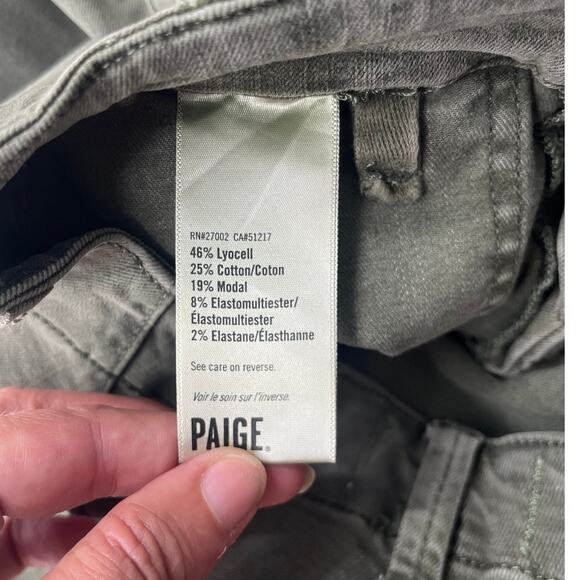 RN#27002 CA#51217
46% Lyocell
25% Cotton/Coton
19% Modal
8% Elastomultiester/
Élastomultiester
2% Elastane/Élasthanne
See care on reverse.
Voir le soin sur l'inverse.
PAIGE®